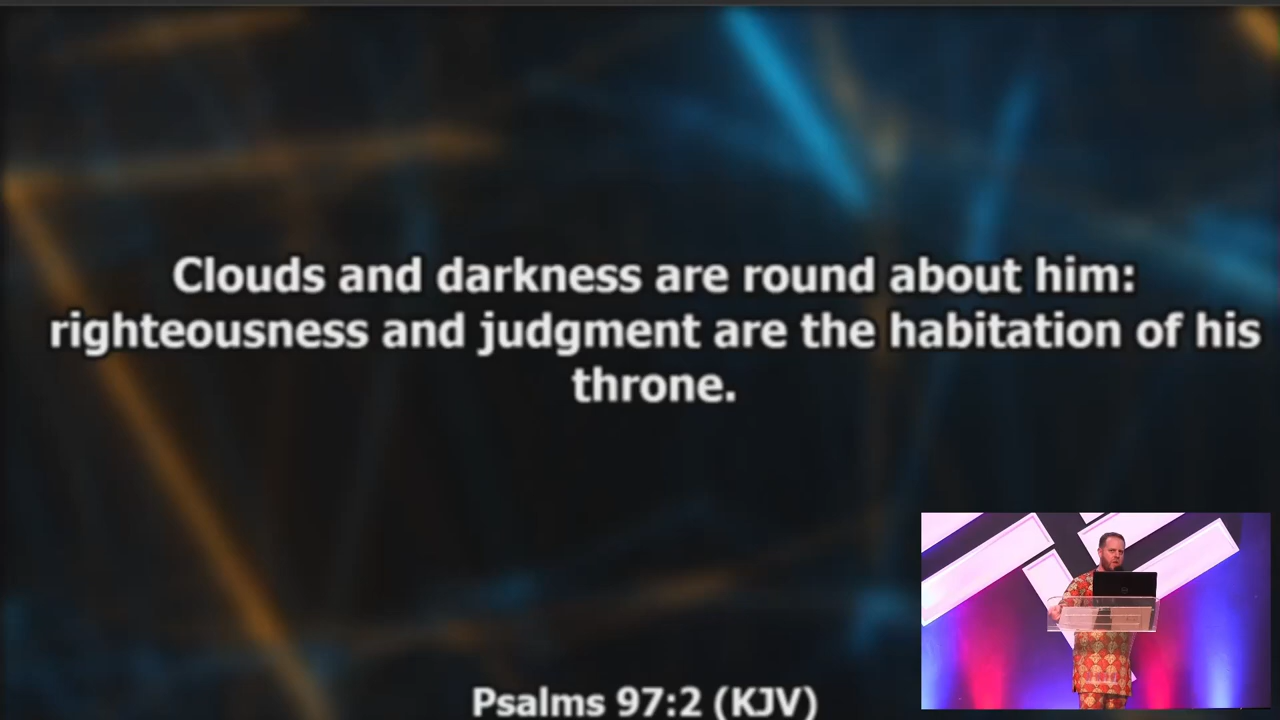 Clouds and darkness are round about him:
righteousness and judgment are the habitation of his
throne.
Psalms 97:2 (KJV)